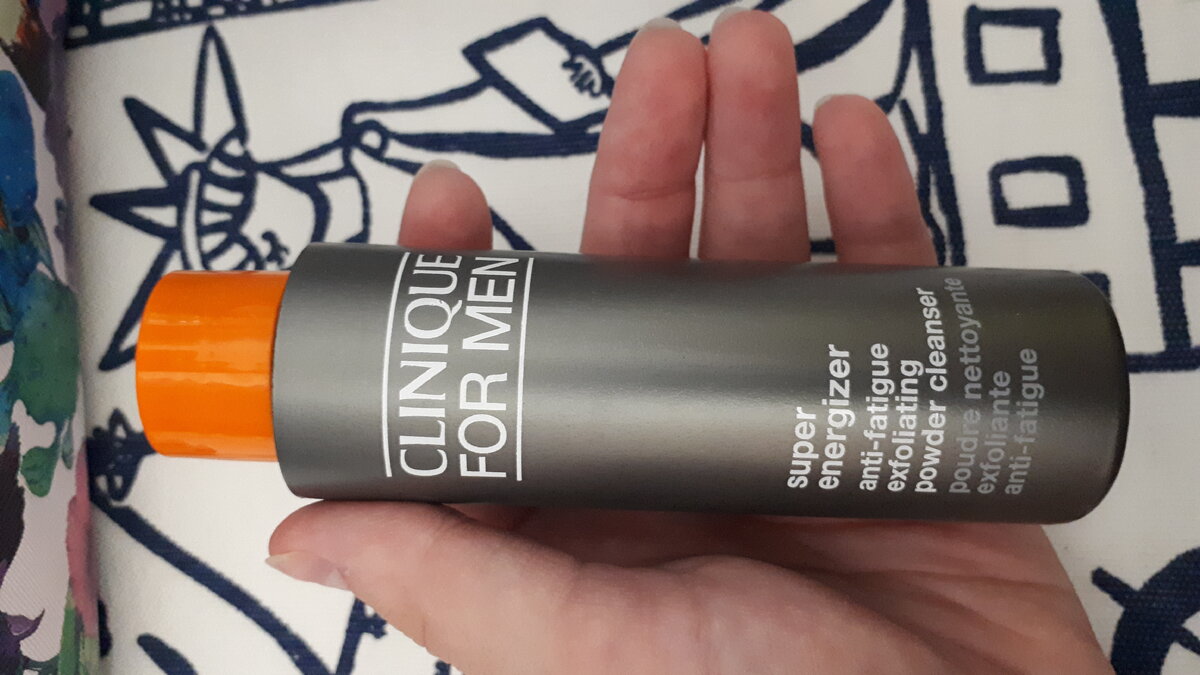 CLINIQUE
FOR MEN
super
energizer
anti-fatigue
exfoliating
powder cleanser
poudre nettoyante
exfoliante
anti-fatigue